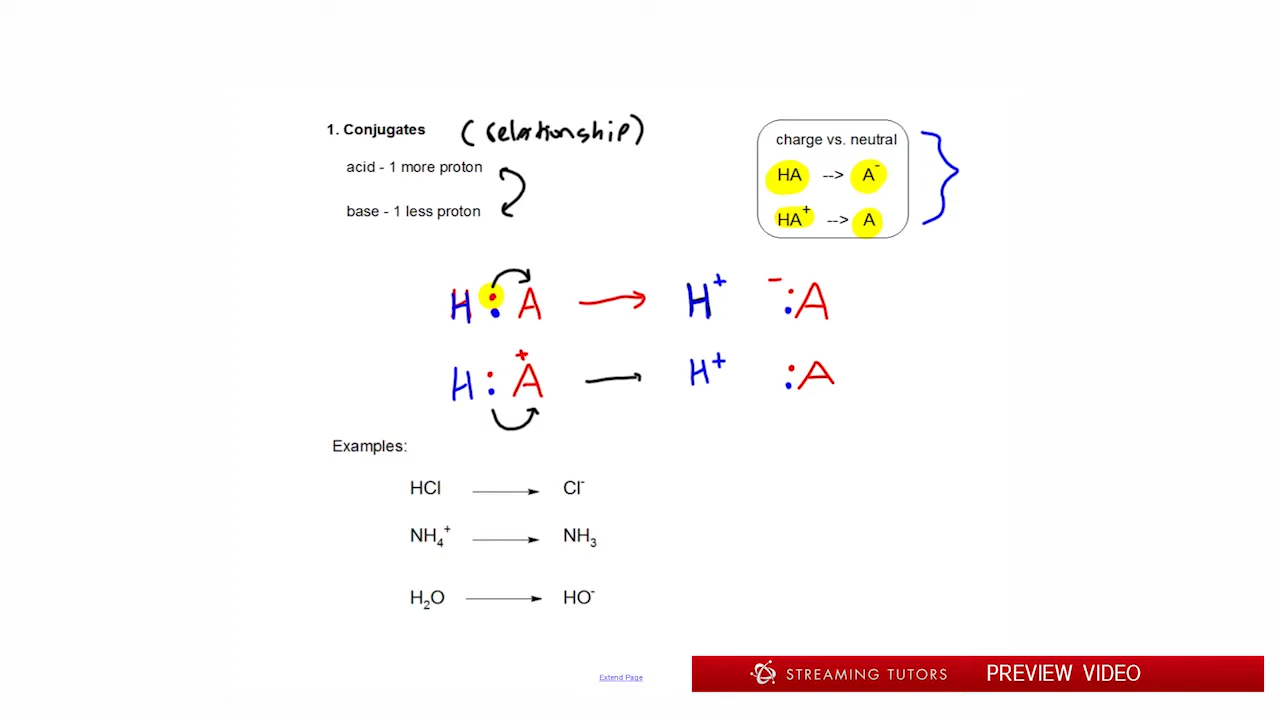 1. Conjugates (relationship)
acid - 1 more proton
base - 1 less proton
charge vs. neutral
HA --> A⁻
HA⁺ --> A
H : A → H⁺ ⁻:A
H : A⁺ → H⁺ :A
Examples:
HCl → Cl⁻
NH₄⁺ → NH₃
H₂O → HO⁻
Extend Page
STREAMING TUTORS PREVIEW VIDEO